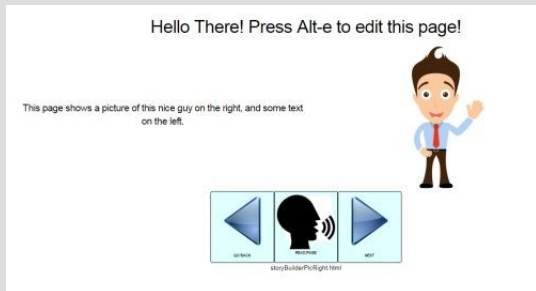 Hello There! Press Alt-e to edit this page!
This page shows a picture of this nice guy on the right, and some text
on the left.
GO BACK
READ PAGE
NEXT
storyBuilderPicRight.html